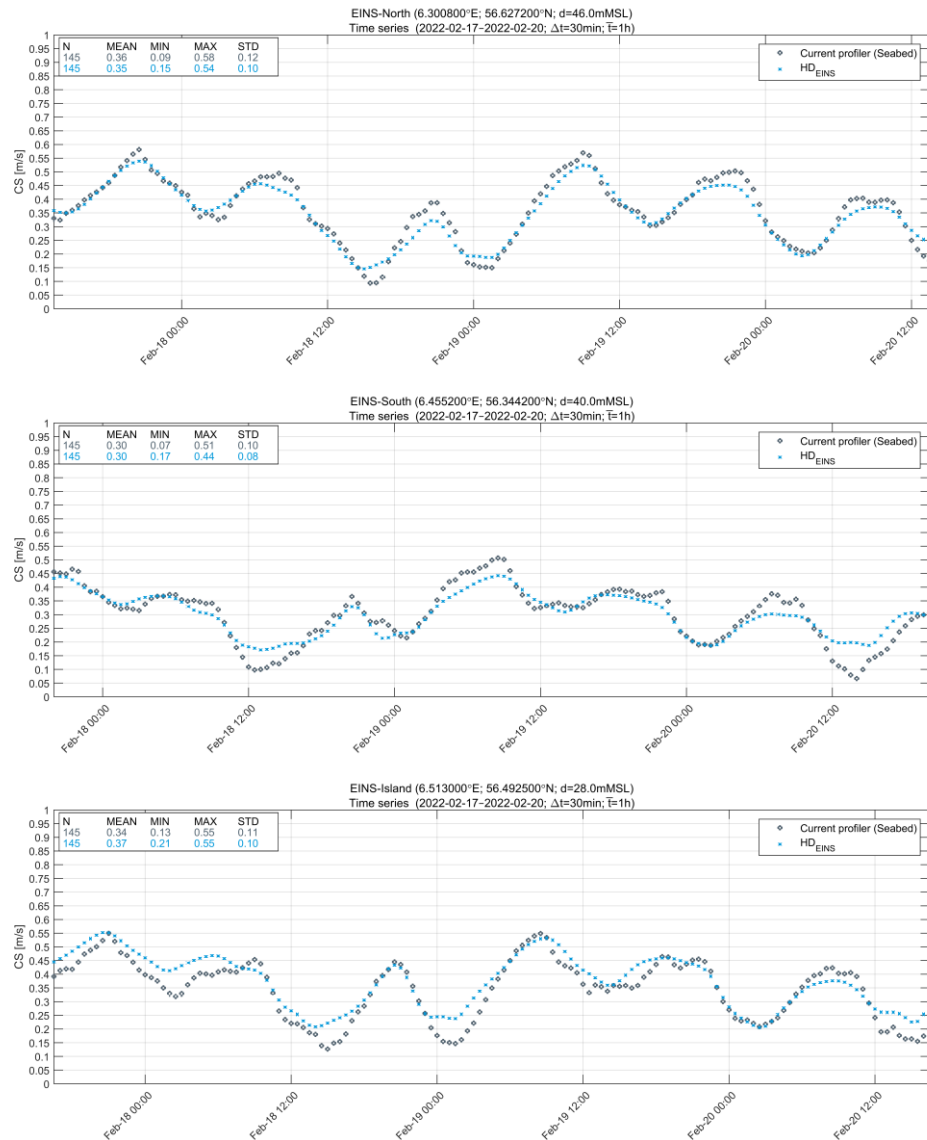 EINS-North (6.300800°E; 56.627200°N; d=46.0mMSL)
Time series (2022-02-17–2022-02-20; Δt=30min; t̅=1h)
N MEAN MIN MAX STD
145 0.36 0.09 0.58 0.12
145 0.35 0.15 0.54 0.10
Current profiler (Seabed)
HD_EINS
CS [m/s]
1
0.95
0.9
0.85
0.8
0.75
0.7
0.65
0.6
0.55
0.5
0.45
0.4
0.35
0.3
0.25
0.2
0.15
0.1
0.05
0
Feb-18 00:00
Feb-18 12:00
Feb-19 00:00
Feb-19 12:00
Feb-20 00:00
Feb-20 12:00
EINS-South (6.455200°E; 56.344200°N; d=40.0mMSL)
Time series (2022-02-17–2022-02-20; Δt=30min; t̅=1h)
N MEAN MIN MAX STD
145 0.30 0.07 0.51 0.10
145 0.30 0.17 0.44 0.08
Current profiler (Seabed)
HD_EINS
CS [m/s]
1
0.95
0.9
0.85
0.8
0.75
0.7
0.65
0.6
0.55
0.5
0.45
0.4
0.35
0.3
0.25
0.2
0.15
0.1
0.05
0
Feb-18 00:00
Feb-18 12:00
Feb-19 00:00
Feb-19 12:00
Feb-20 00:00
Feb-20 12:00
EINS-Island (6.513000°E; 56.492500°N; d=28.0mMSL)
Time series (2022-02-17–2022-02-20; Δt=30min; t̅=1h)
N MEAN MIN MAX STD
145 0.34 0.13 0.55 0.11
145 0.37 0.21 0.55 0.10
Current profiler (Seabed)
HD_EINS
CS [m/s]
1
0.95
0.9
0.85
0.8
0.75
0.7
0.65
0.6
0.55
0.5
0.45
0.4
0.35
0.3
0.25
0.2
0.15
0.1
0.05
0
Feb-18 00:00
Feb-18 12:00
Feb-19 00:00
Feb-19 12:00
Feb-20 00:00
Feb-20 12:00